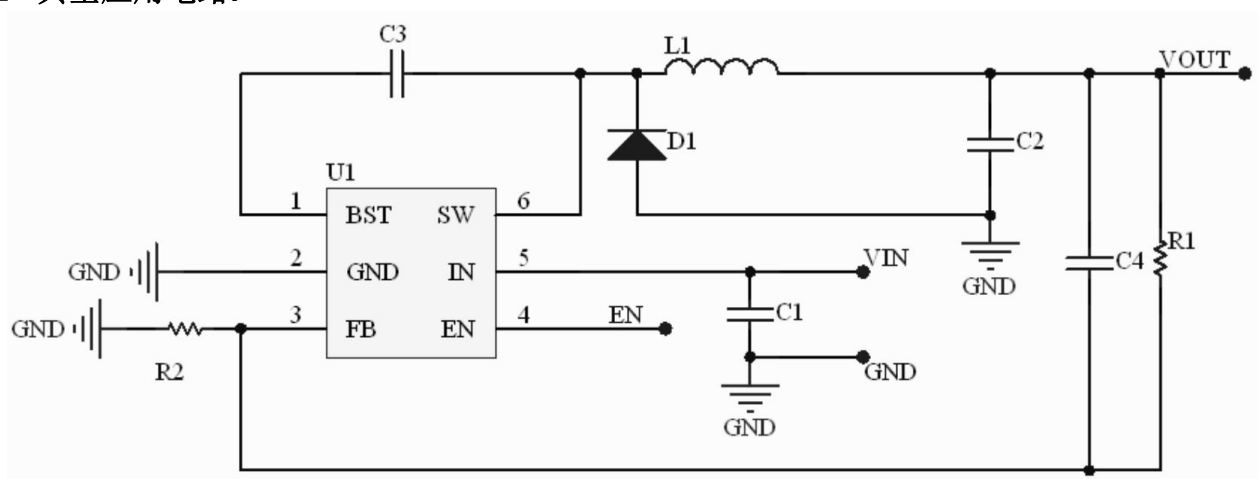 C3
L1
VOUT
D1
C2
U1
1 BST SW 6
R1
GND 2 GND IN 5 VIN
C4
GND
GND 3 FB EN 4 EN
C1
R2
GND
GND